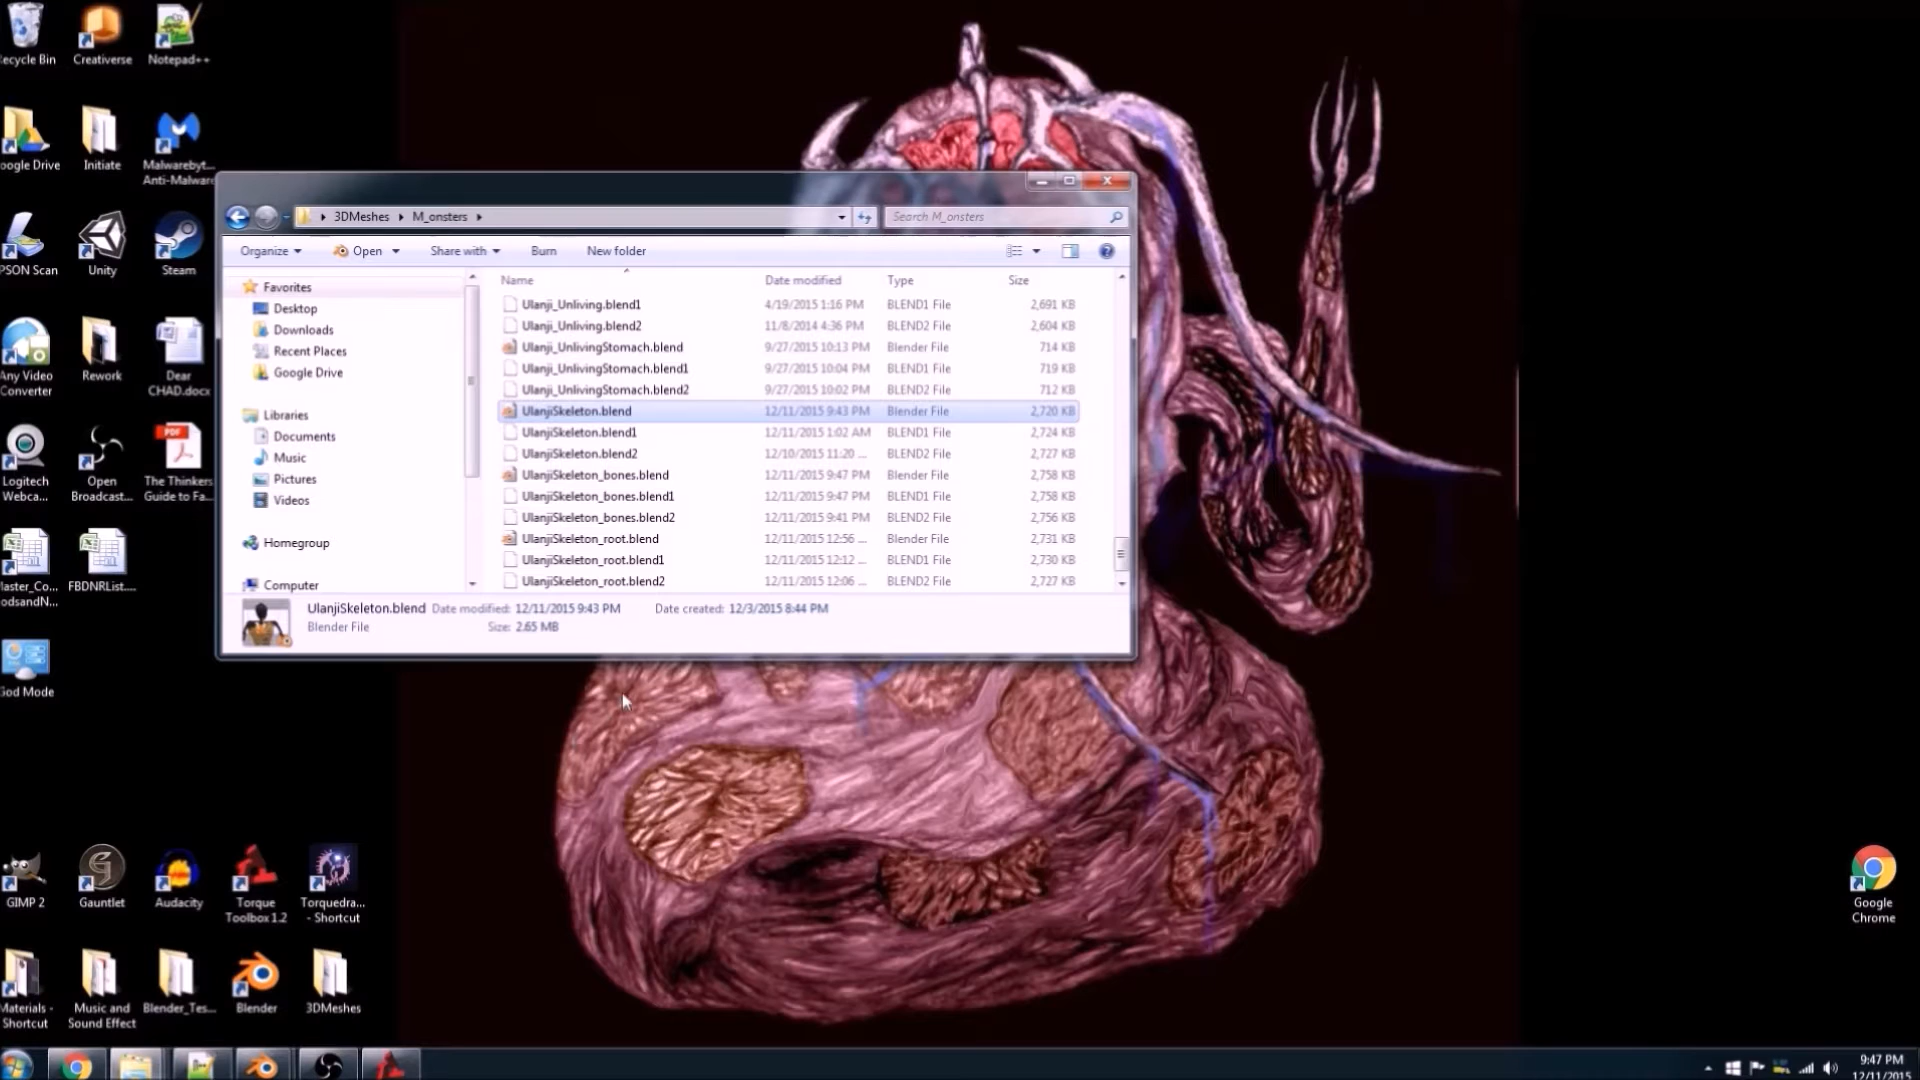 Recycle Bin
Creativerse
Notepad++
Google Drive
Initiate
Malwarebyt...
Anti-Malware
EPSON Scan
Unity
Steam
Any Video
Converter
Rework
Dear
CHAD.docx
Logitech
Webca...
Open
Broadcast...
The Thinkers
Guide to Fa...
PDF
Master_Co...
odsandN...
FBDNRList....
God Mode
3DMeshes
M_onsters
Search M_onsters
Organize
Open
Share with
Burn
New folder
Favorites
Desktop
Downloads
Recent Places
Google Drive
Libraries
Documents
Music
Pictures
Videos
Homegroup
Computer
Name Date modified Type Size
Ulanji_Unliving.blend1 4/19/2015 1:16 PM BLEND1 File 2,691 KB
Ulanji_Unliving.blend2 11/8/2014 4:36 PM BLEND2 File 2,604 KB
Ulanji_UnlivingStomach.blend 9/27/2015 10:13 PM Blender File 714 KB
Ulanji_UnlivingStomach.blend1 9/27/2015 10:04 PM BLEND1 File 719 KB
Ulanji_UnlivingStomach.blend2 9/27/2015 10:02 PM BLEND2 File 712 KB
UlanjiSkeleton.blend 12/11/2015 9:43 PM Blender File 2,720 KB
UlanjiSkeleton.blend1 12/11/2015 1:02 AM BLEND1 File 2,724 KB
UlanjiSkeleton.blend2 12/10/2015 11:20 ... BLEND2 File 2,727 KB
UlanjiSkeleton_bones.blend 12/11/2015 9:47 PM Blender File 2,758 KB
UlanjiSkeleton_bones.blend1 12/11/2015 9:47 PM BLEND1 File 2,758 KB
UlanjiSkeleton_bones.blend2 12/11/2015 9:41 PM BLEND2 File 2,756 KB
UlanjiSkeleton_root.blend 12/11/2015 12:56 ... Blender File 2,731 KB
UlanjiSkeleton_root.blend1 12/11/2015 12:12 ... BLEND1 File 2,730 KB
UlanjiSkeleton_root.blend2 12/11/2015 12:06 ... BLEND2 File 2,727 KB
UlanjiSkeleton.blend Date modified: 12/11/2015 9:43 PM Date created: 12/3/2015 8:44 PM
Blender File Size: 2.65 MB
GIMP 2
Gauntlet
Audacity
Torque
Toolbox 1.2
Torquedra...
- Shortcut
Google
Chrome
Materials -
Shortcut
Music and
Sound Effect
Blender_Tes...
Blender
3DMeshes
9:47 PM
12/11/2015